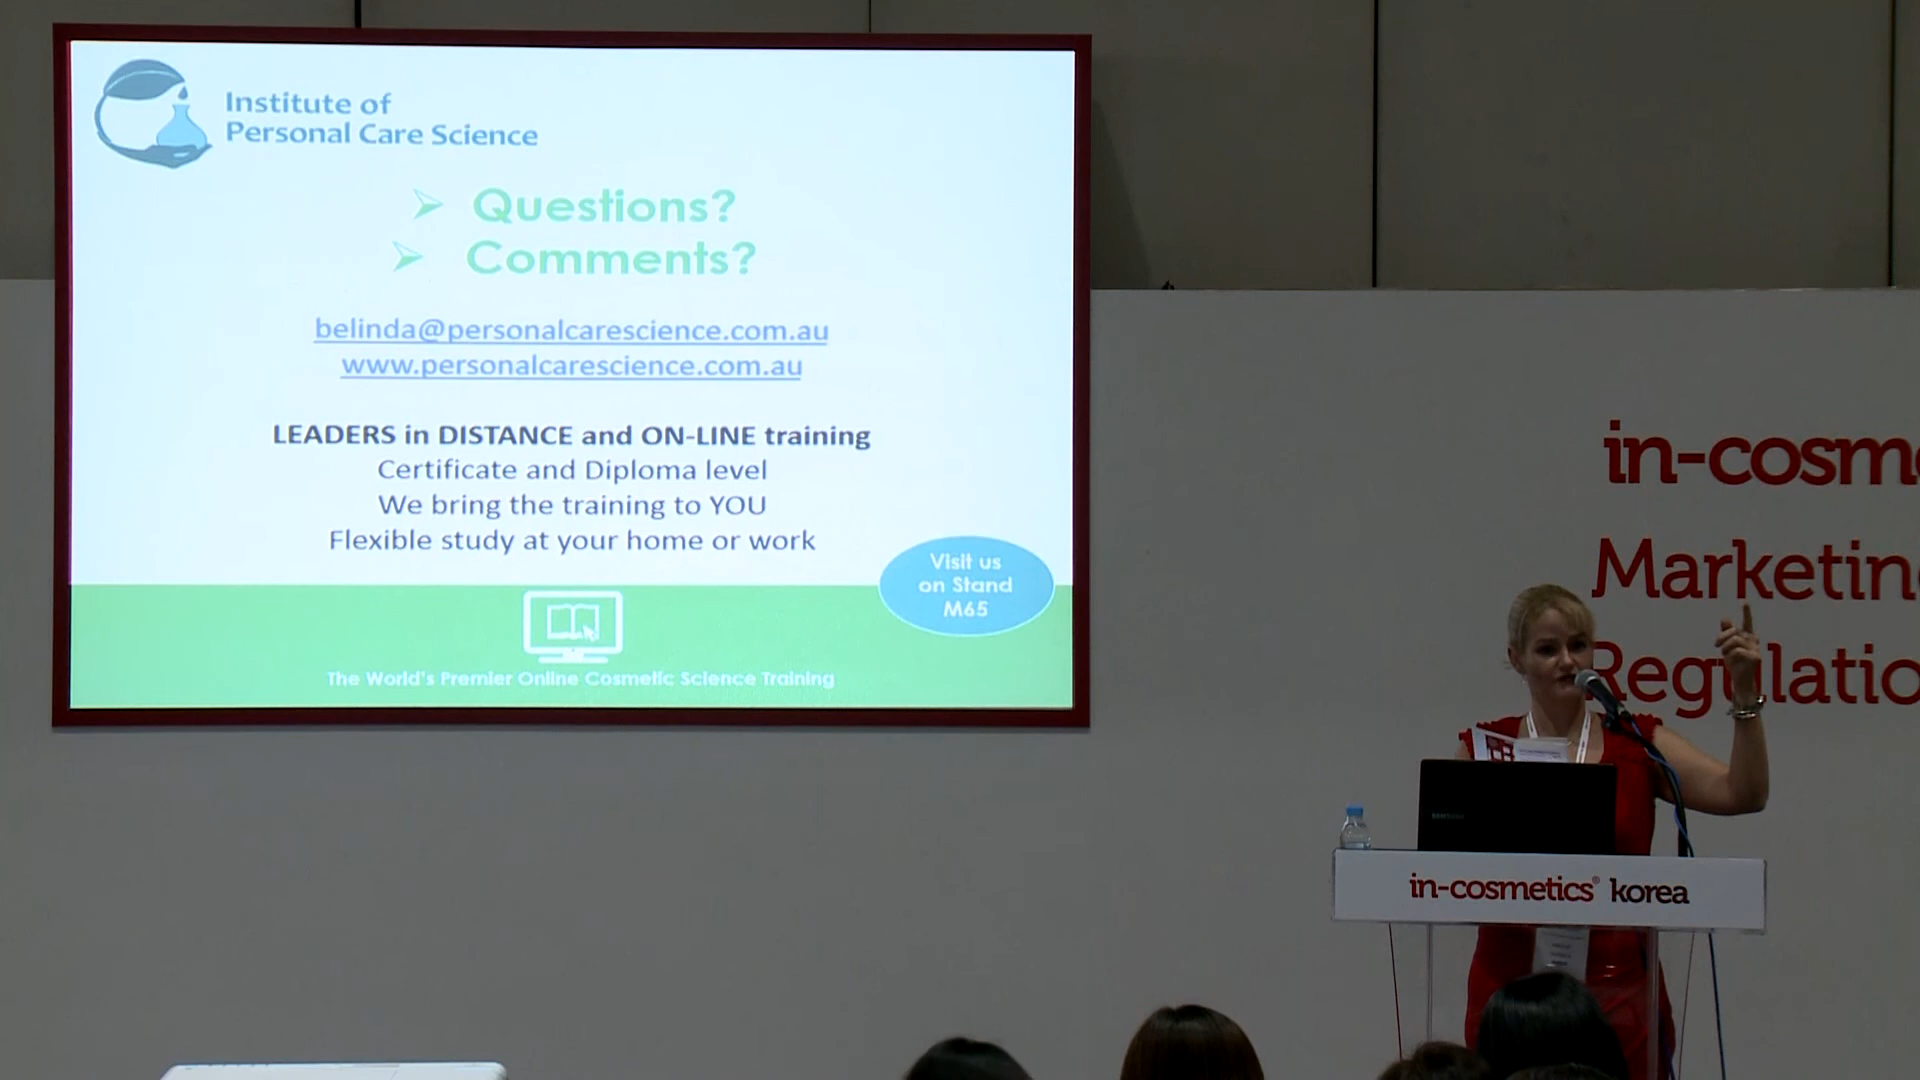 Institute of
Personal Care Science
Questions?
Comments?
belinda@personalcarescience.com.au
www.personalcarescience.com.au
LEADERS in DISTANCE and ON-LINE training
Certificate and Diploma level
We bring the training to YOU
Flexible study at your home or work
Visit us
on Stand
M65
The World's Premier Online Cosmetic Science Training
in-cosm
Marketin
Regulatio
SAMSUNG
in-cosmetics® korea